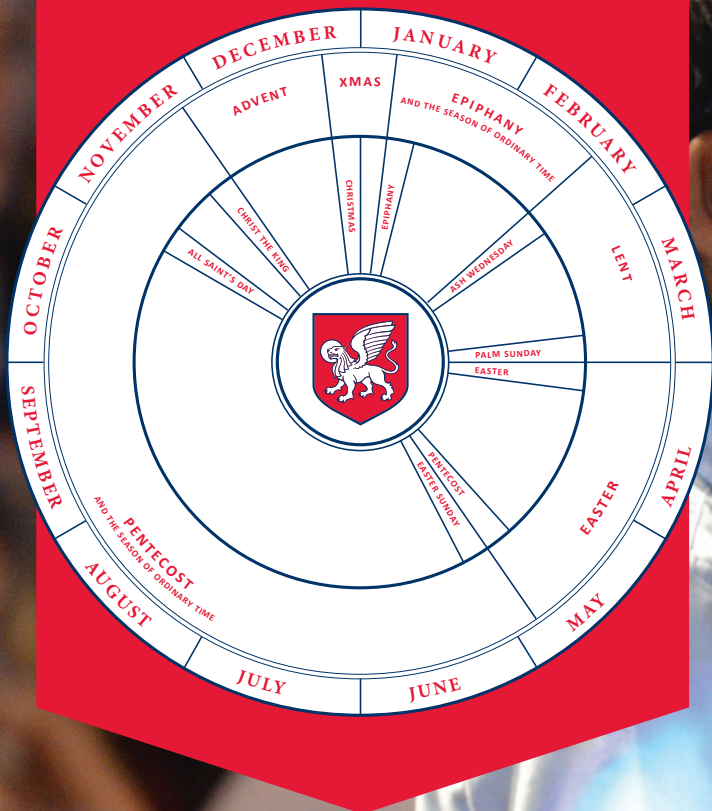 JANUARY
FEBRUARY
MARCH
APRIL
MAY
JUNE
JULY
AUGUST
SEPTEMBER
OCTOBER
NOVEMBER
DECEMBER
ADVENT
XMAS
EPIPHANY
AND THE SEASON OF ORDINARY TIME
LENT
EASTER
PENTECOST
AND THE SEASON OF ORDINARY TIME
CHRISTMAS
EPIPHANY
ASH WEDNESDAY
PALM SUNDAY
EASTER
PENTECOST
EASTER SUNDAY
ALL SAINT'S DAY
CHRIST THE KING